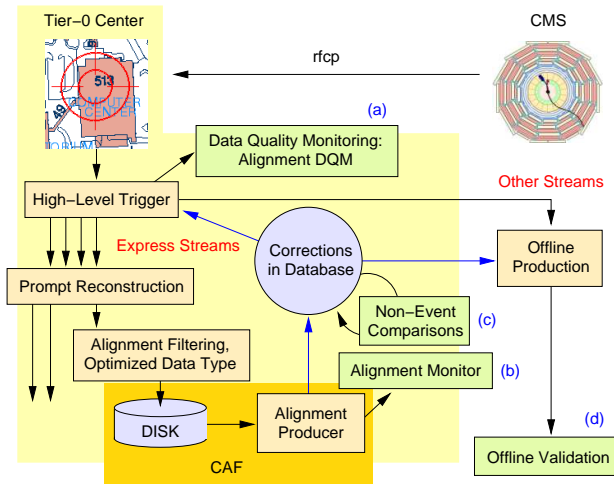 Tier−0 Center
CMS
rfcp
513
49
COMPUTER
CENTER
(a)
Data Quality Monitoring:
Alignment DQM
High−Level Trigger
Other Streams
Express Streams
Corrections
in Database
Offline
Production
Prompt Reconstruction
Non−Event
Comparisons
(c)
Alignment Filtering,
Optimized Data Type
Alignment Monitor
(b)
DISK
Alignment
Producer
(d)
CAF
Offline Validation